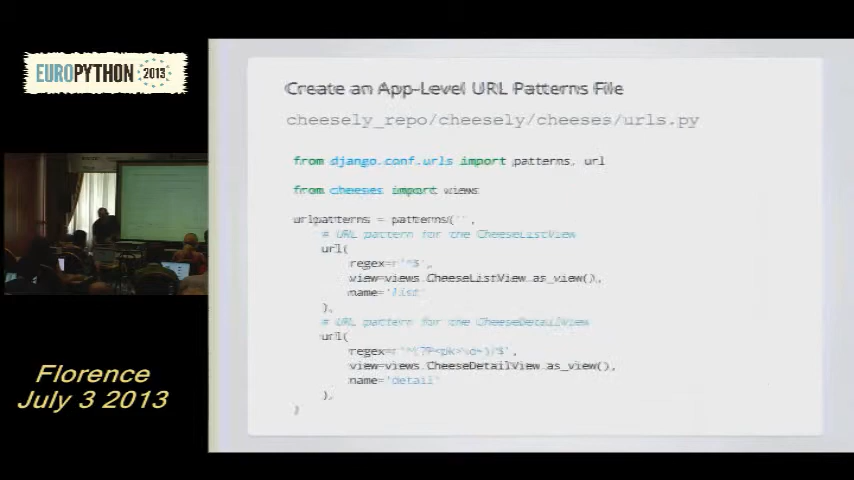 EUROPYTHON 2013
Create an App-Level URL Patterns File
cheesely_repo/cheesely/cheeses/urls.py
from django.conf.urls import patterns, url
from cheeses import views
urlpatterns = patterns('',
# URL pattern for the CheeseListView
url(
regex=r'^$',
view=views.CheeseListView.as_view(),
name='list'
),
# URL pattern for the CheeseDetailView
url(
regex=r'^(?P<pk>\d+)/$',
view=views.CheeseDetailView.as_view(),
name='detail'
),
)
Florence
July 3 2013